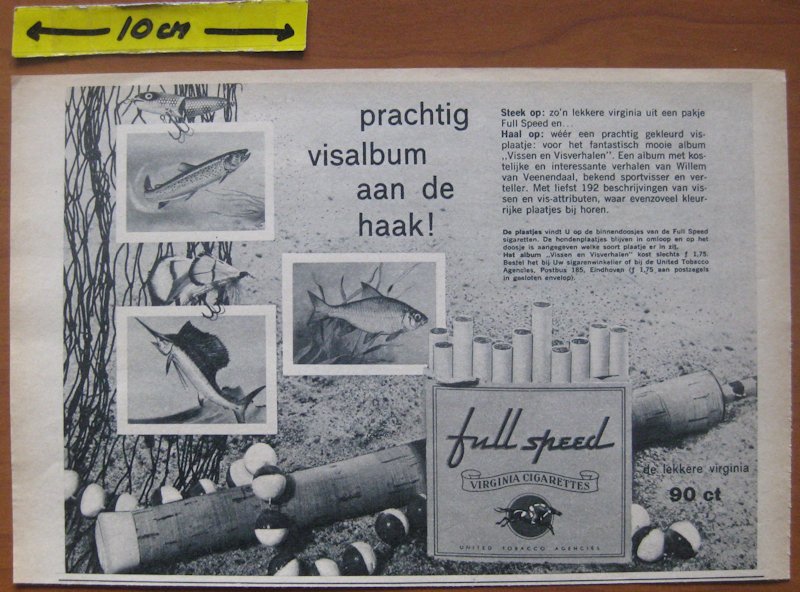 10 cm
prachtig
visalbum
aan de
haak!
Steek op: zo'n lekkere virginia uit een pakje
Full Speed en...
Haal op: wéér een prachtig gekleurd vis-
plaatje: voor het fantastisch mooie album
„Vissen en Visverhalen". Een album met kos-
telijke en interessante verhalen van Willem
van Veenendaal, bekend sportvisser en ver-
teller. Met liefst 192 beschrijvingen van vis-
sen en vis-attributen, waar evenzoveel kleur-
rijke plaatjes bij horen.
De plaatjes vindt U op de binnendoosjes van de Full Speed
sigaretten. De hondenplaatjes blijven in omloop en op het
doosje is aangegeven welke soort plaatje er in zit.
Het album „Vissen en Visverhalen" kost slechts ƒ 1,75.
Bestel het bij Uw sigarenwinkelier of bij de United Tobacco
Agencies, Postbus 185, Eindhoven (ƒ 1,75 aan postzegels
in gesloten envelop).
full speed
VIRGINIA CIGARETTES
UNITED TOBACCO AGENCIES
de lekkere virginia
90 ct